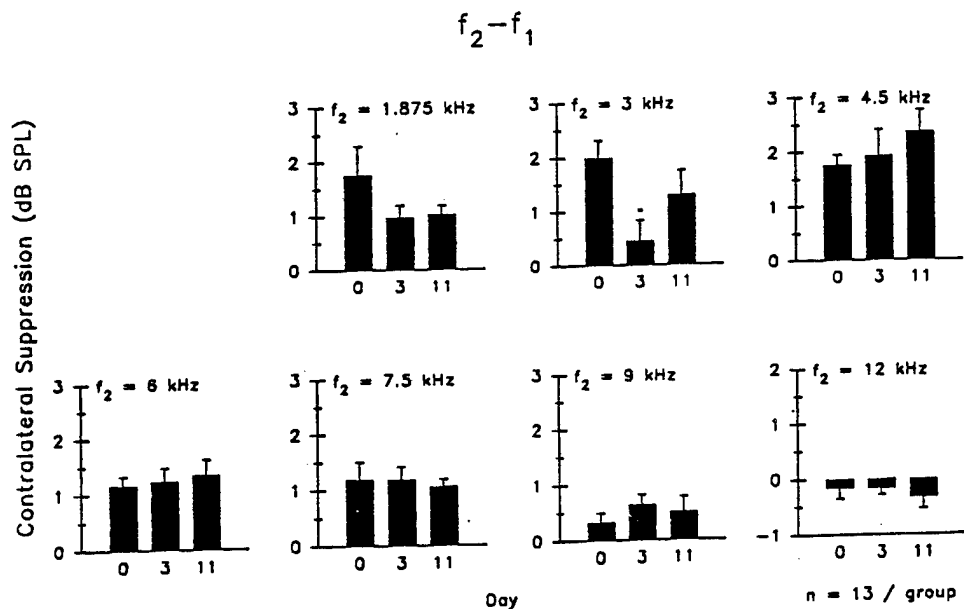 f2-f1
Contralateral Suppression (dB SPL)
f2 = 1.875 kHz
3
2
1
0
0 3 11
f2 = 3 kHz
3
2
1
0
0 3 11
f2 = 4.5 kHz
3
2
1
0
0 3 11
f2 = 6 kHz
3
2
1
0
0 3 11
f2 = 7.5 kHz
3
2
1
0
0 3 11
f2 = 9 kHz
3
2
1
0
0 3 11
f2 = 12 kHz
2
1
0
-1
0 3 11
Day
n = 13 / group